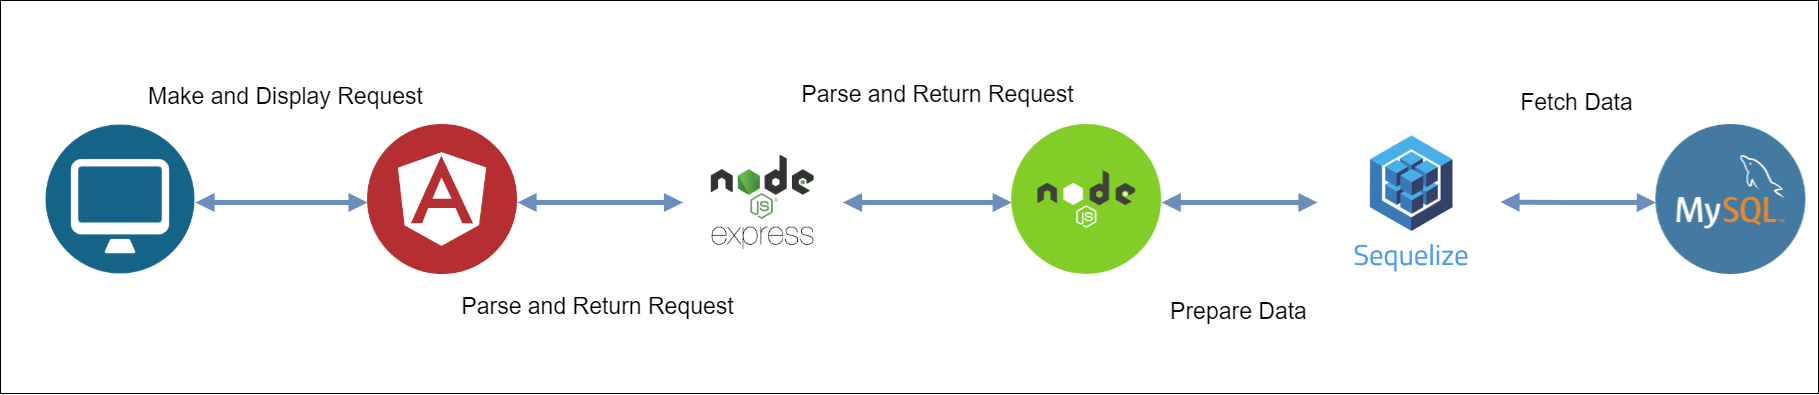 Make and Display Request
Parse and Return Request
Fetch Data
A
node
JS
express
node
JS
Sequelize
MySQL
Parse and Return Request
Prepare Data